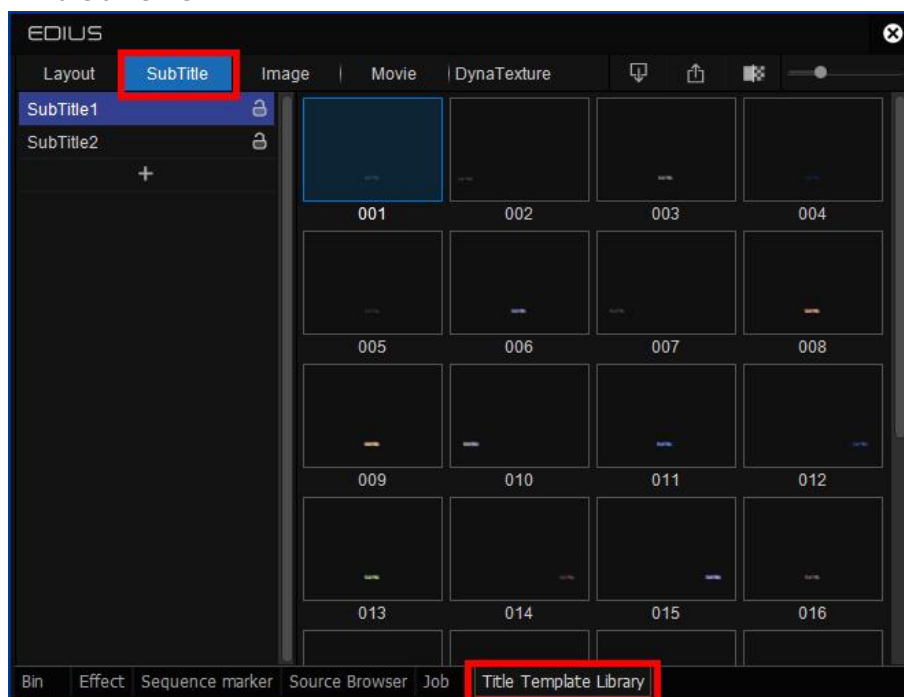 EDIUS
Layout SubTitle Image Movie DynaTexture
SubTitle1
SubTitle2
001 002 003 004
005 006 007 008
009 010 011 012
013 014 015 016
Bin Effect Sequence marker Source Browser Job Title Template Library